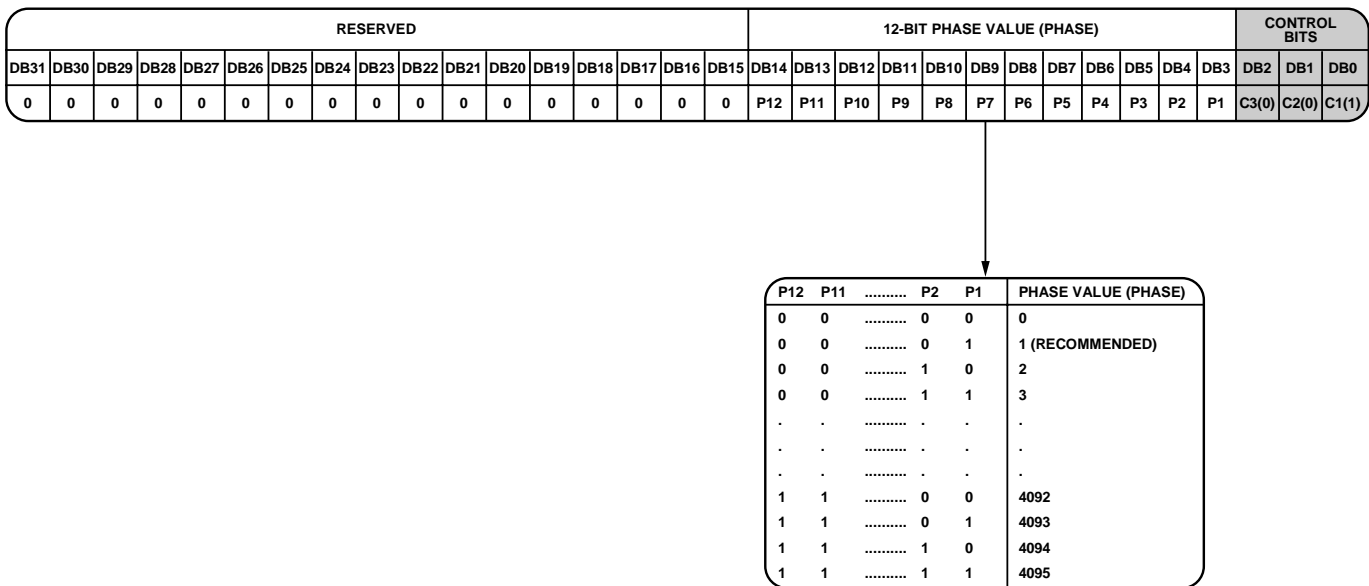 RESERVED 12-BIT PHASE VALUE (PHASE) CONTROL BITS
DB31 DB30 DB29 DB28 DB27 DB26 DB25 DB24 DB23 DB22 DB21 DB20 DB19 DB18 DB17 DB16 DB15 DB14 DB13 DB12 DB11 DB10 DB9 DB8 DB7 DB6 DB5 DB4 DB3 DB2 DB1 DB0
0 0 0 0 0 0 0 0 0 0 0 0 0 0 0 0 0 P12 P11 P10 P9 P8 P7 P6 P5 P4 P3 P2 P1 C3(0) C2(0) C1(1)
P12 P11 .......... P2 P1 PHASE VALUE (PHASE)
0 0 .......... 0 0 0
0 0 .......... 0 1 1 (RECOMMENDED)
0 0 .......... 1 0 2
0 0 .......... 1 1 3
. . .......... . . .
. . .......... . . .
. . .......... . . .
1 1 .......... 0 0 4092
1 1 .......... 0 1 4093
1 1 .......... 1 0 4094
1 1 .......... 1 1 4095